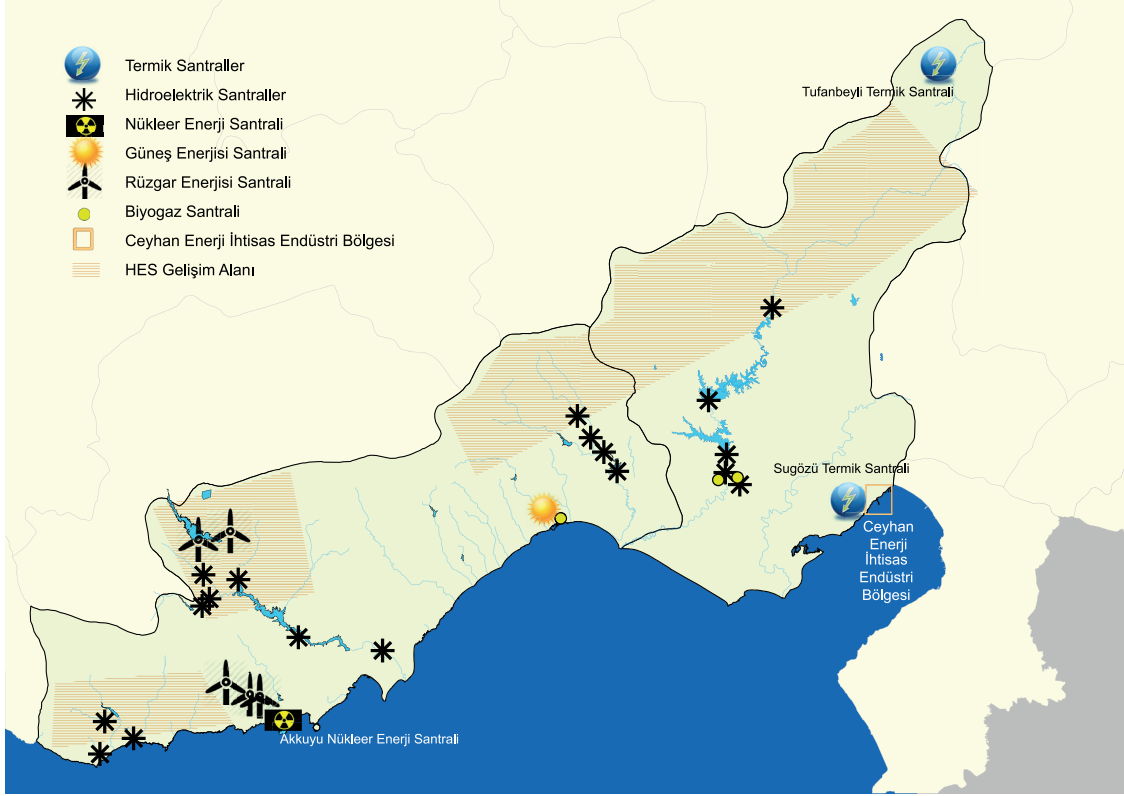 Termik Santraller
Hidroelektrik Santraller
Nükleer Enerji Santrali
Güneş Enerjisi Santrali
Rüzgar Enerjisi Santrali
Biyogaz Santrali
Ceyhan Enerji İhtisas Endüstri Bölgesi
HES Gelişim Alanı
Tufanbeyli Termik Santrali
Sugözü Termik Santrali
Ceyhan
Enerji
İhtisas
Endüstri
Bölgesi
Akkuyu Nükleer Enerji Santrali